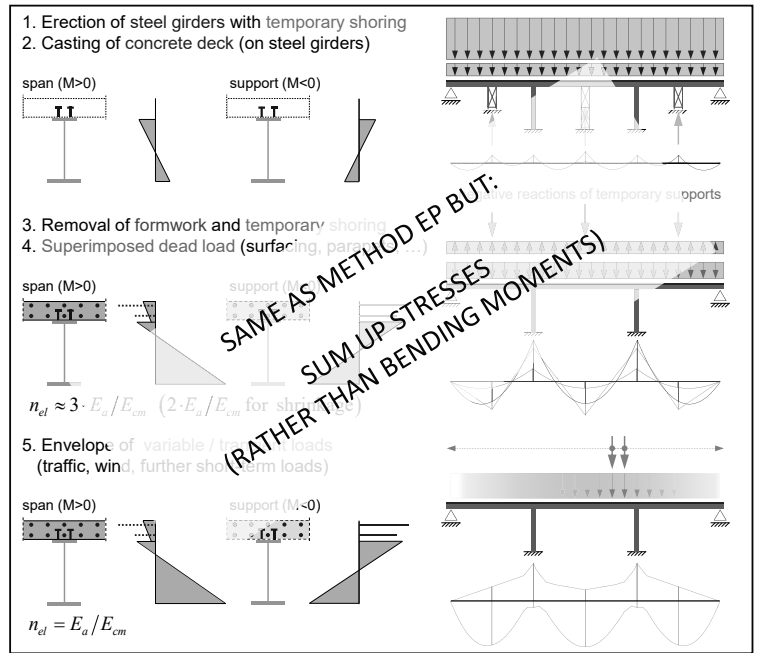 1. Erection of steel girders with temporary shoring
2. Casting of concrete deck (on steel girders)
span (M>0)
support (M<0)
negative reactions of temporary supports
3. Removal of formwork and temporary shoring
4. Superimposed dead load (surfacing, parapets, …)
span (M>0)
support (M<0)
n_el ≈ 3 · E_a/E_cm (2·E_a/E_cm for shrinkage)
5. Envelope of variable / transient loads
(traffic, wind, further short-term loads)
span (M>0)
support (M<0)
n_el = E_a/E_cm
SAME AS METHOD EP BUT:
SUM UP STRESSES
(RATHER THAN BENDING MOMENTS)